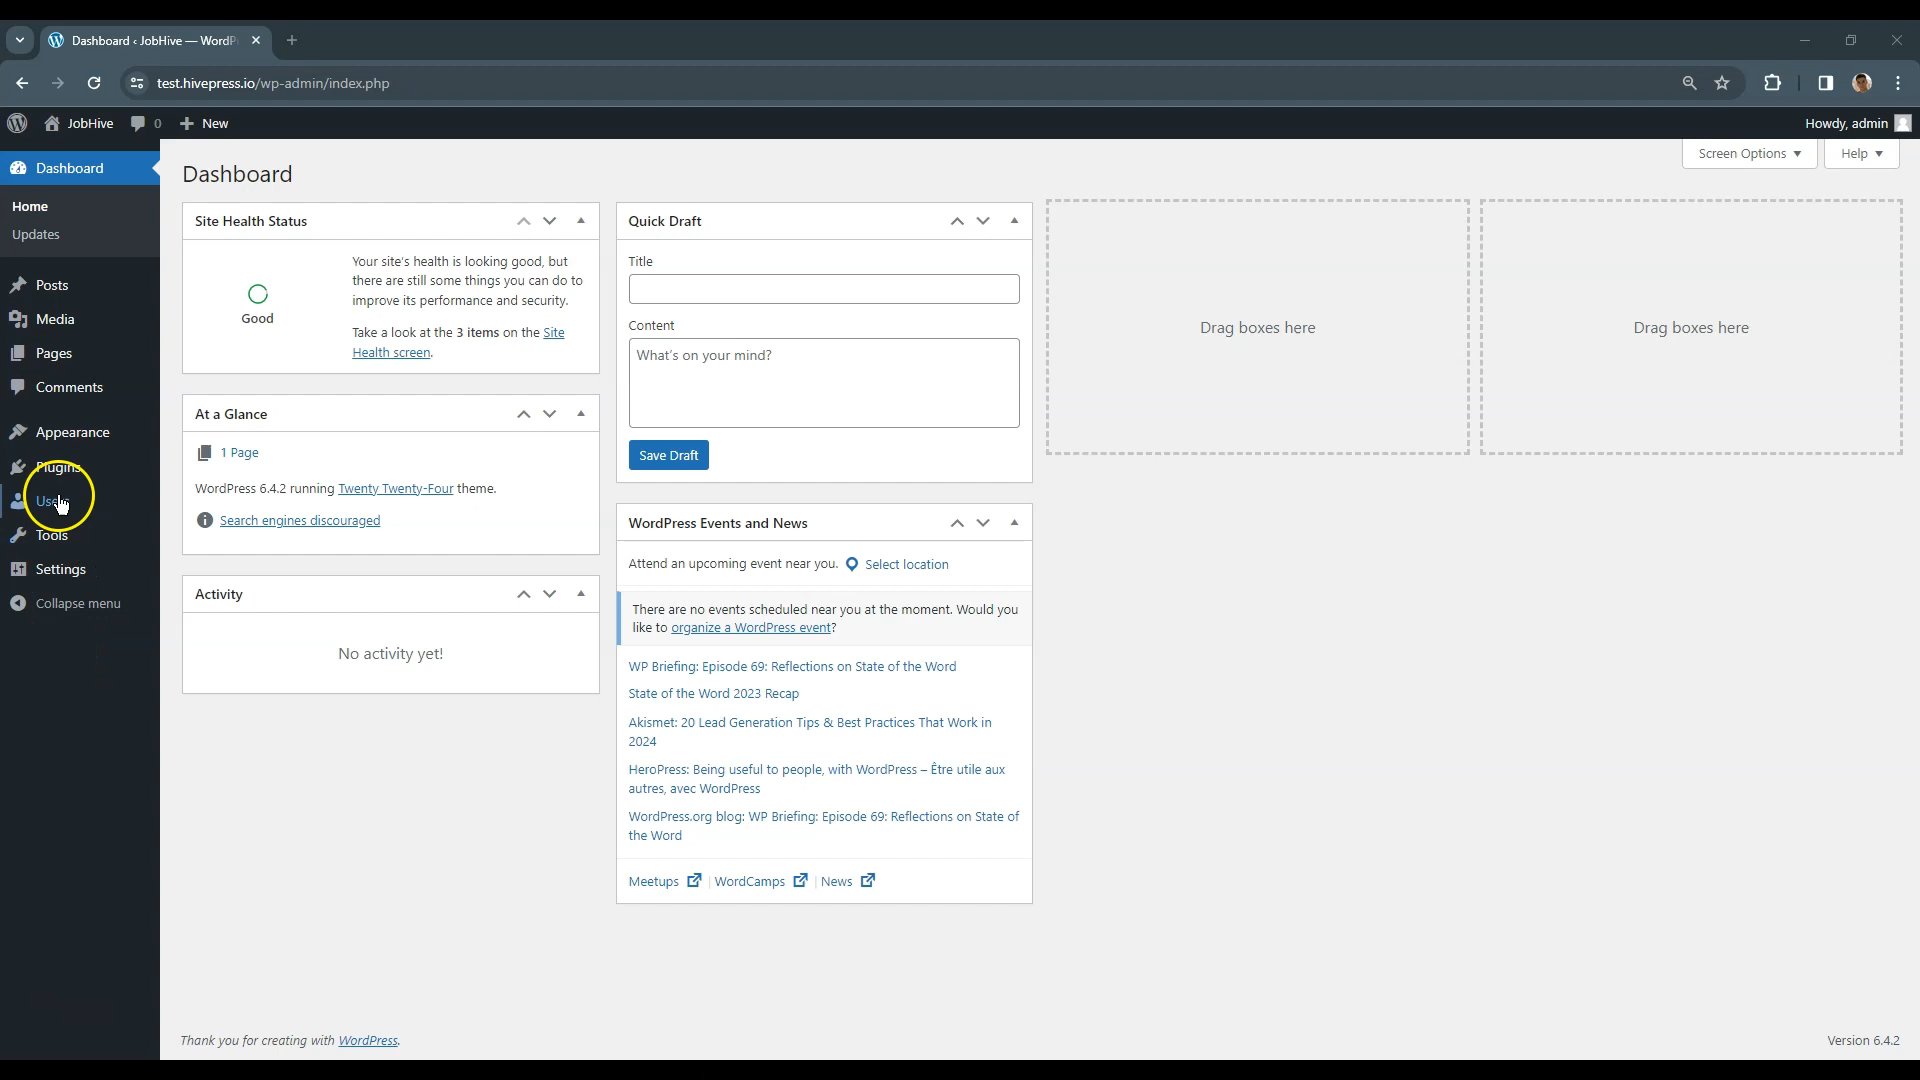 Dashboard ‹ JobHive — WordP
test.hivepress.io/wp-admin/index.php
JobHive
0
New
Howdy, admin
Dashboard
Home
Updates
Posts
Media
Pages
Comments
Appearance
Plugins
Users
Tools
Settings
Collapse menu
Screen Options
Help
Dashboard
Site Health Status
Good
Your site's health is looking good, but
there are still some things you can do to
improve its performance and security.
Take a look at the 3 items on the Site
Health screen.
At a Glance
1 Page
WordPress 6.4.2 running Twenty Twenty-Four theme.
Search engines discouraged
Activity
No activity yet!
Quick Draft
Title
Content
What's on your mind?
Save Draft
WordPress Events and News
Attend an upcoming event near you. Select location
There are no events scheduled near you at the moment. Would you
like to organize a WordPress event?
WP Briefing: Episode 69: Reflections on State of the Word
State of the Word 2023 Recap
Akismet: 20 Lead Generation Tips & Best Practices That Work in
2024
HeroPress: Being useful to people, with WordPress – Être utile aux
autres, avec WordPress
WordPress.org blog: WP Briefing: Episode 69: Reflections on State of
the Word
Meetups | WordCamps | News
Drag boxes here
Drag boxes here
Thank you for creating with WordPress.
Version 6.4.2